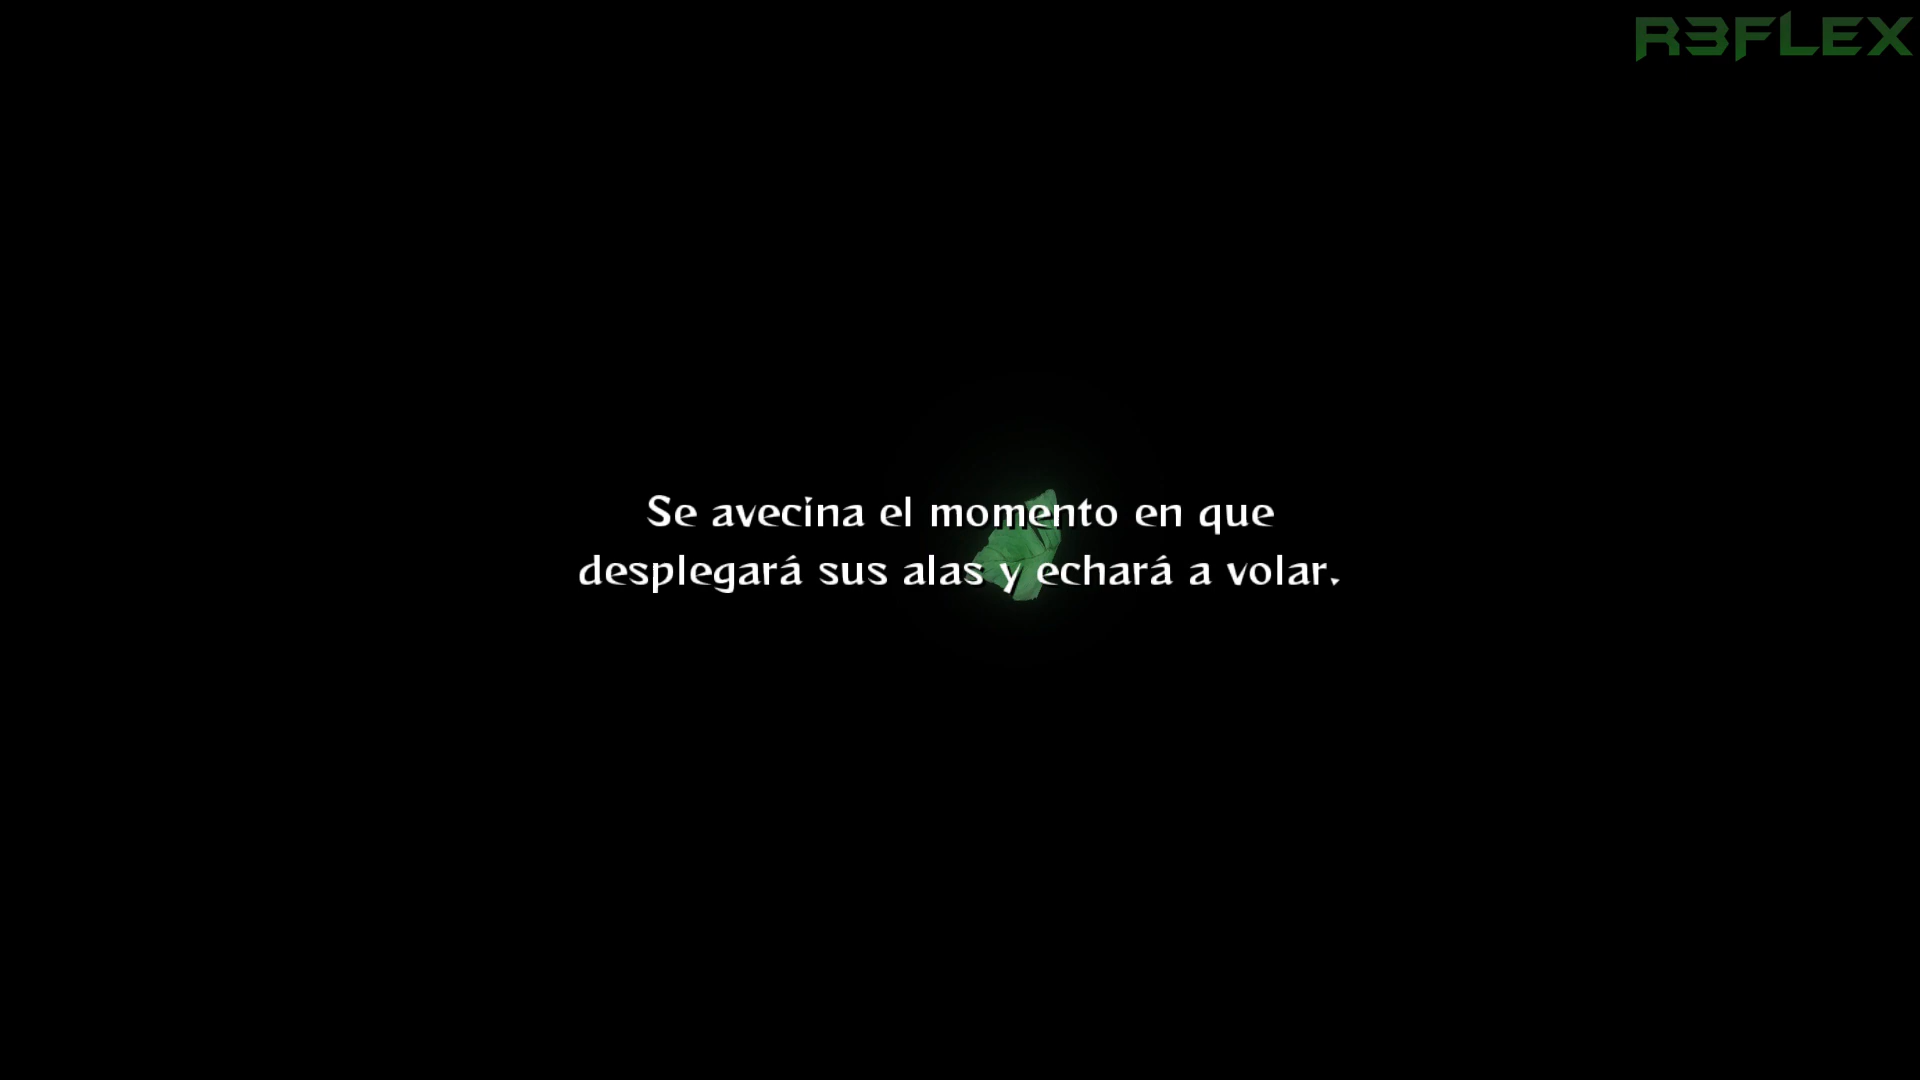 R3FLEX
Se avecina el momento en que
desplegará sus alas y echará a volar.